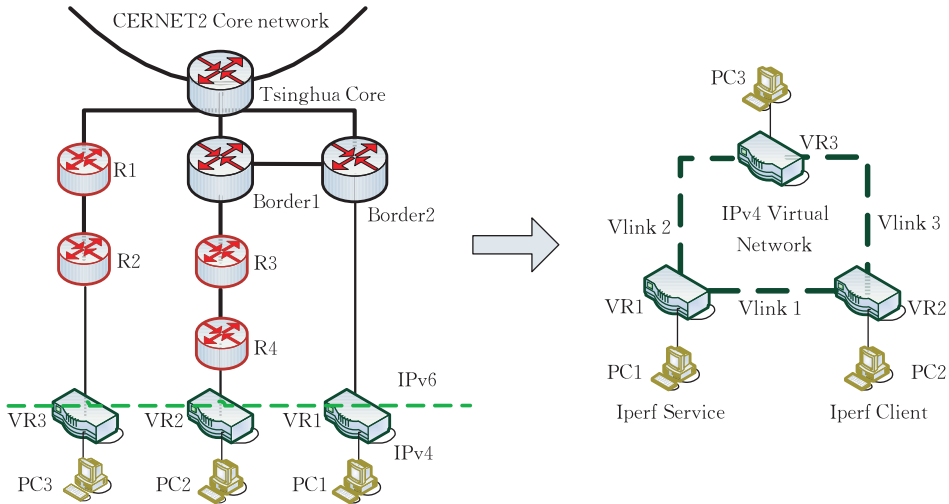 CERNET2 Core network
Tsinghua Core
R1
Border1
Border2
R2
R3
R4
IPv6
VR3
VR2
VR1
IPv4
PC3
PC2
PC1
PC3
VR3
IPv4 Virtual
Network
Vlink 2
Vlink 3
VR1
Vlink 1
VR2
PC1
PC2
Iperf Service
Iperf Client